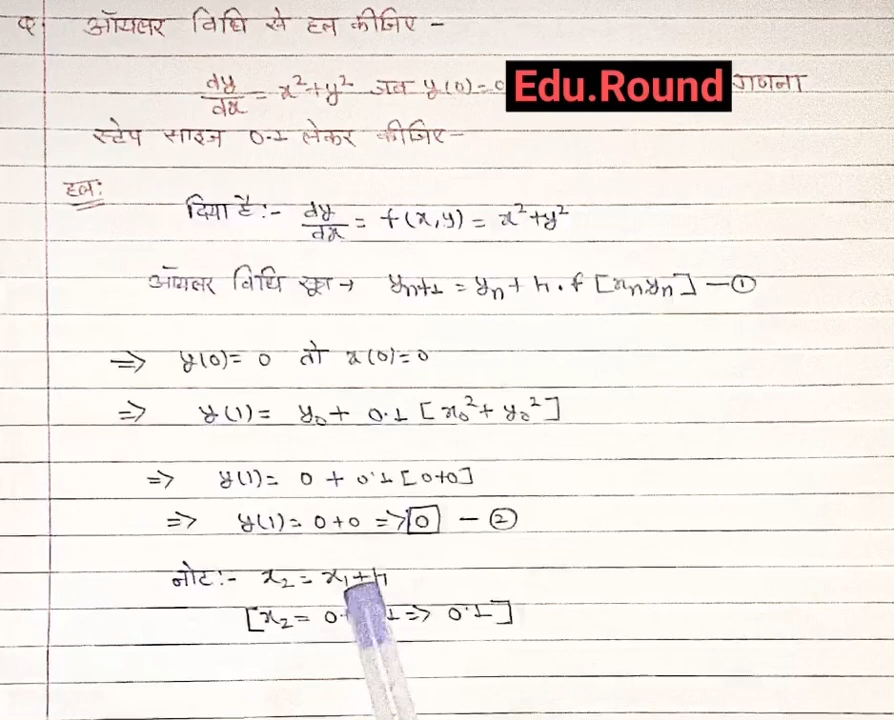 प्र. ऑयलर विधि से हल कीजिए -
dy/dx = x²+y² जब y(0)=0 Edu.Round गणना
स्टेप साइज 0.1 लेकर कीजिए -
हल:
दिया है:- dy/dx = f(x,y) = x²+y²
ऑयलर विधि सूत्र → yₙ₊₁ = yₙ + h . f [xₙyₙ] — ①
=> y(0)= 0 तो x(0)=0
=> y(1)= y₀ + 0.1 [x₀²+y₀²]
=> y(1)= 0 + 0.1 [0+0]
=> y(1)= 0+0 => 0 — ②
नोट:- x₂ = x₁+h
[x₂ = 0+ 1 => 0.1]